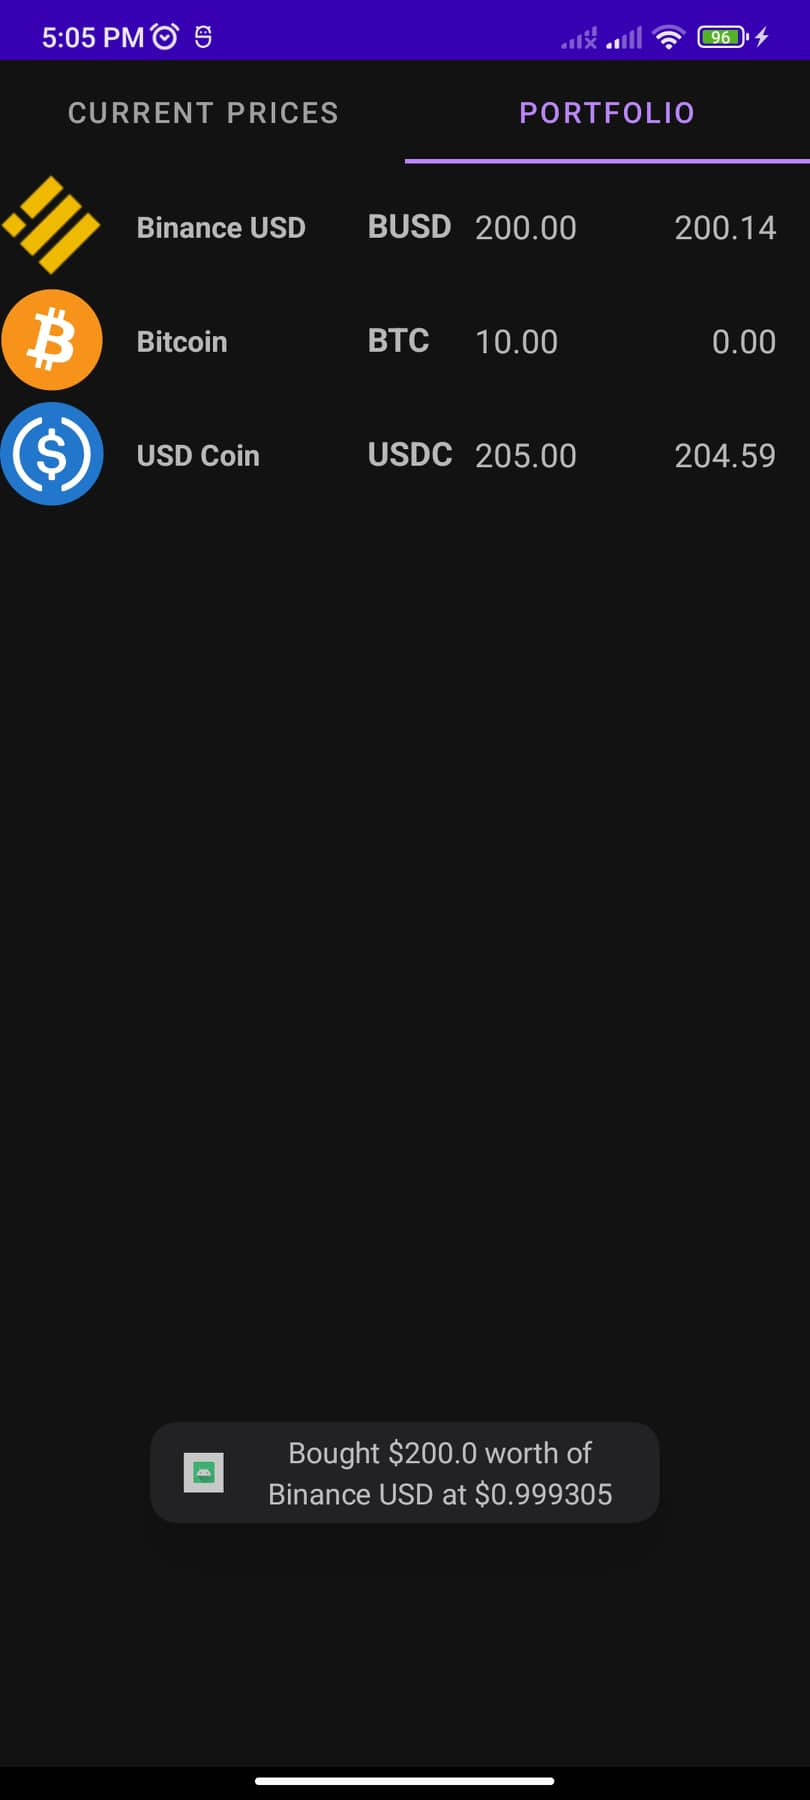 5:05 PM
96
CURRENT PRICES PORTFOLIO
Binance USD BUSD 200.00 200.14
Bitcoin BTC 10.00 0.00
USD Coin USDC 205.00 204.59
Bought $200.0 worth of
Binance USD at $0.999305